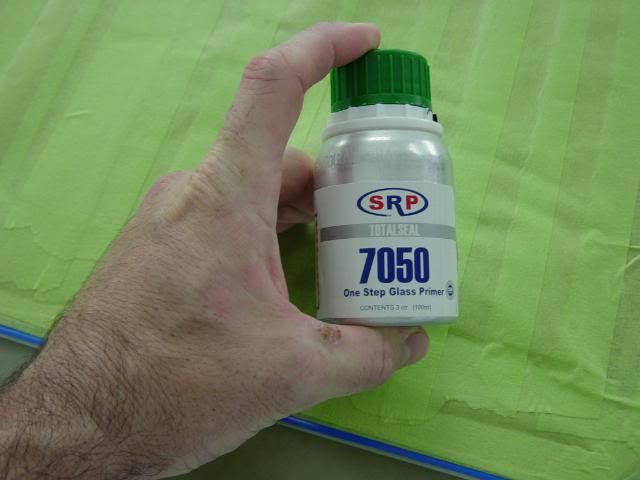 SRP
TOTALSEAL
7050
One Step Glass Primer
CONTENTS 3 oz. (100ml)